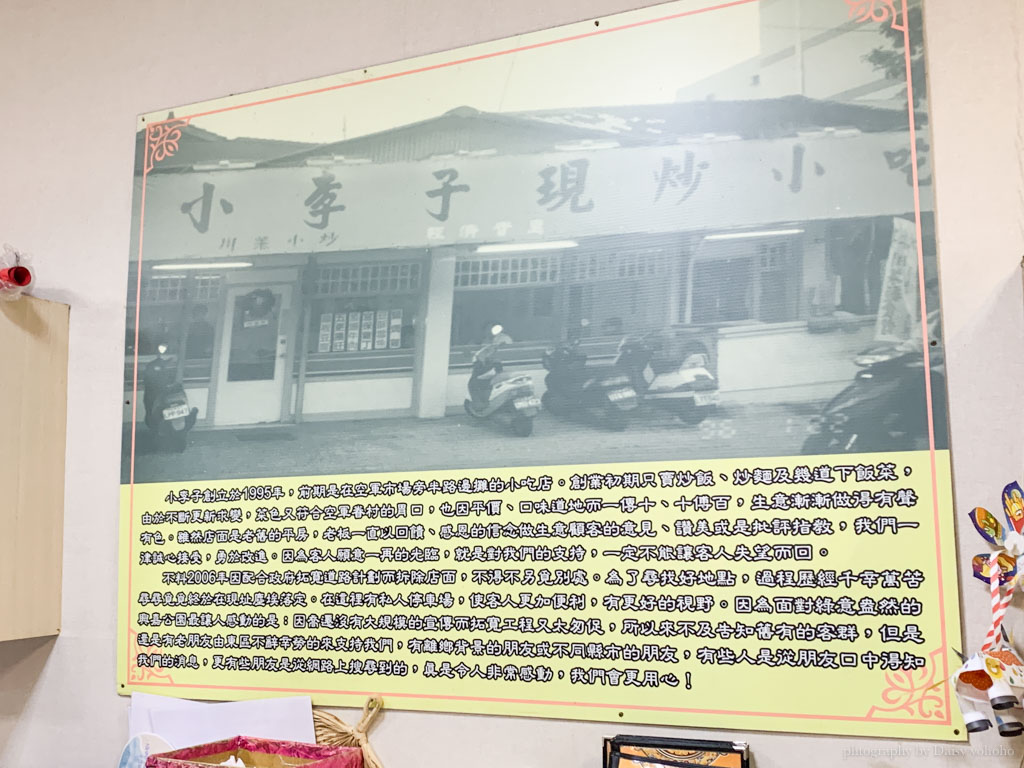 小李子現炒小吃
川菜小炒
經濟實惠
小李子創立於1995年，前期是在空軍市場旁半路邊攤的小吃店。創業初期只賣炒飯、炒麵及幾道下飯菜，
由於不斷更新求變，菜色又符合空軍眷村的胃口，也因平價、口味道地而一傳十、十傳百，生意漸漸做得有聲
有色。雖然店面是老舊的平房，老板一直以回饋、感恩的信念做生意顧客的意見、讚美或是批評指教，我們一
律誠心接受，勇於改進。因為客人願意一再的光臨，就是對我們的支持，一定不能讓客人失望而回。
不料2006年因配合政府拓寬道路計劃而拆除店面，不得不另覓別處。為了尋找好地點，過程歷經千辛萬苦
尋尋覓覓終於在現址塵埃落定。在這裡有私人停車場，使客人更加便利，有更好的視野。因為面對綠意盎然的
興嘉公園最讓人感動的是：因喬遷沒有大規模的宣傳而拓寬工程又太匆促，所以來不及告知舊有的客群，但是
還是有老朋友由東區不辭辛勞的來支持我們，有離鄉背景的朋友或不同縣市的朋友，有些人是從朋友口中得知
我們的消息，更有些朋友是從網路上搜尋到的，真是令人非常感動，我們會更用心！
photography by Daisy yohoho